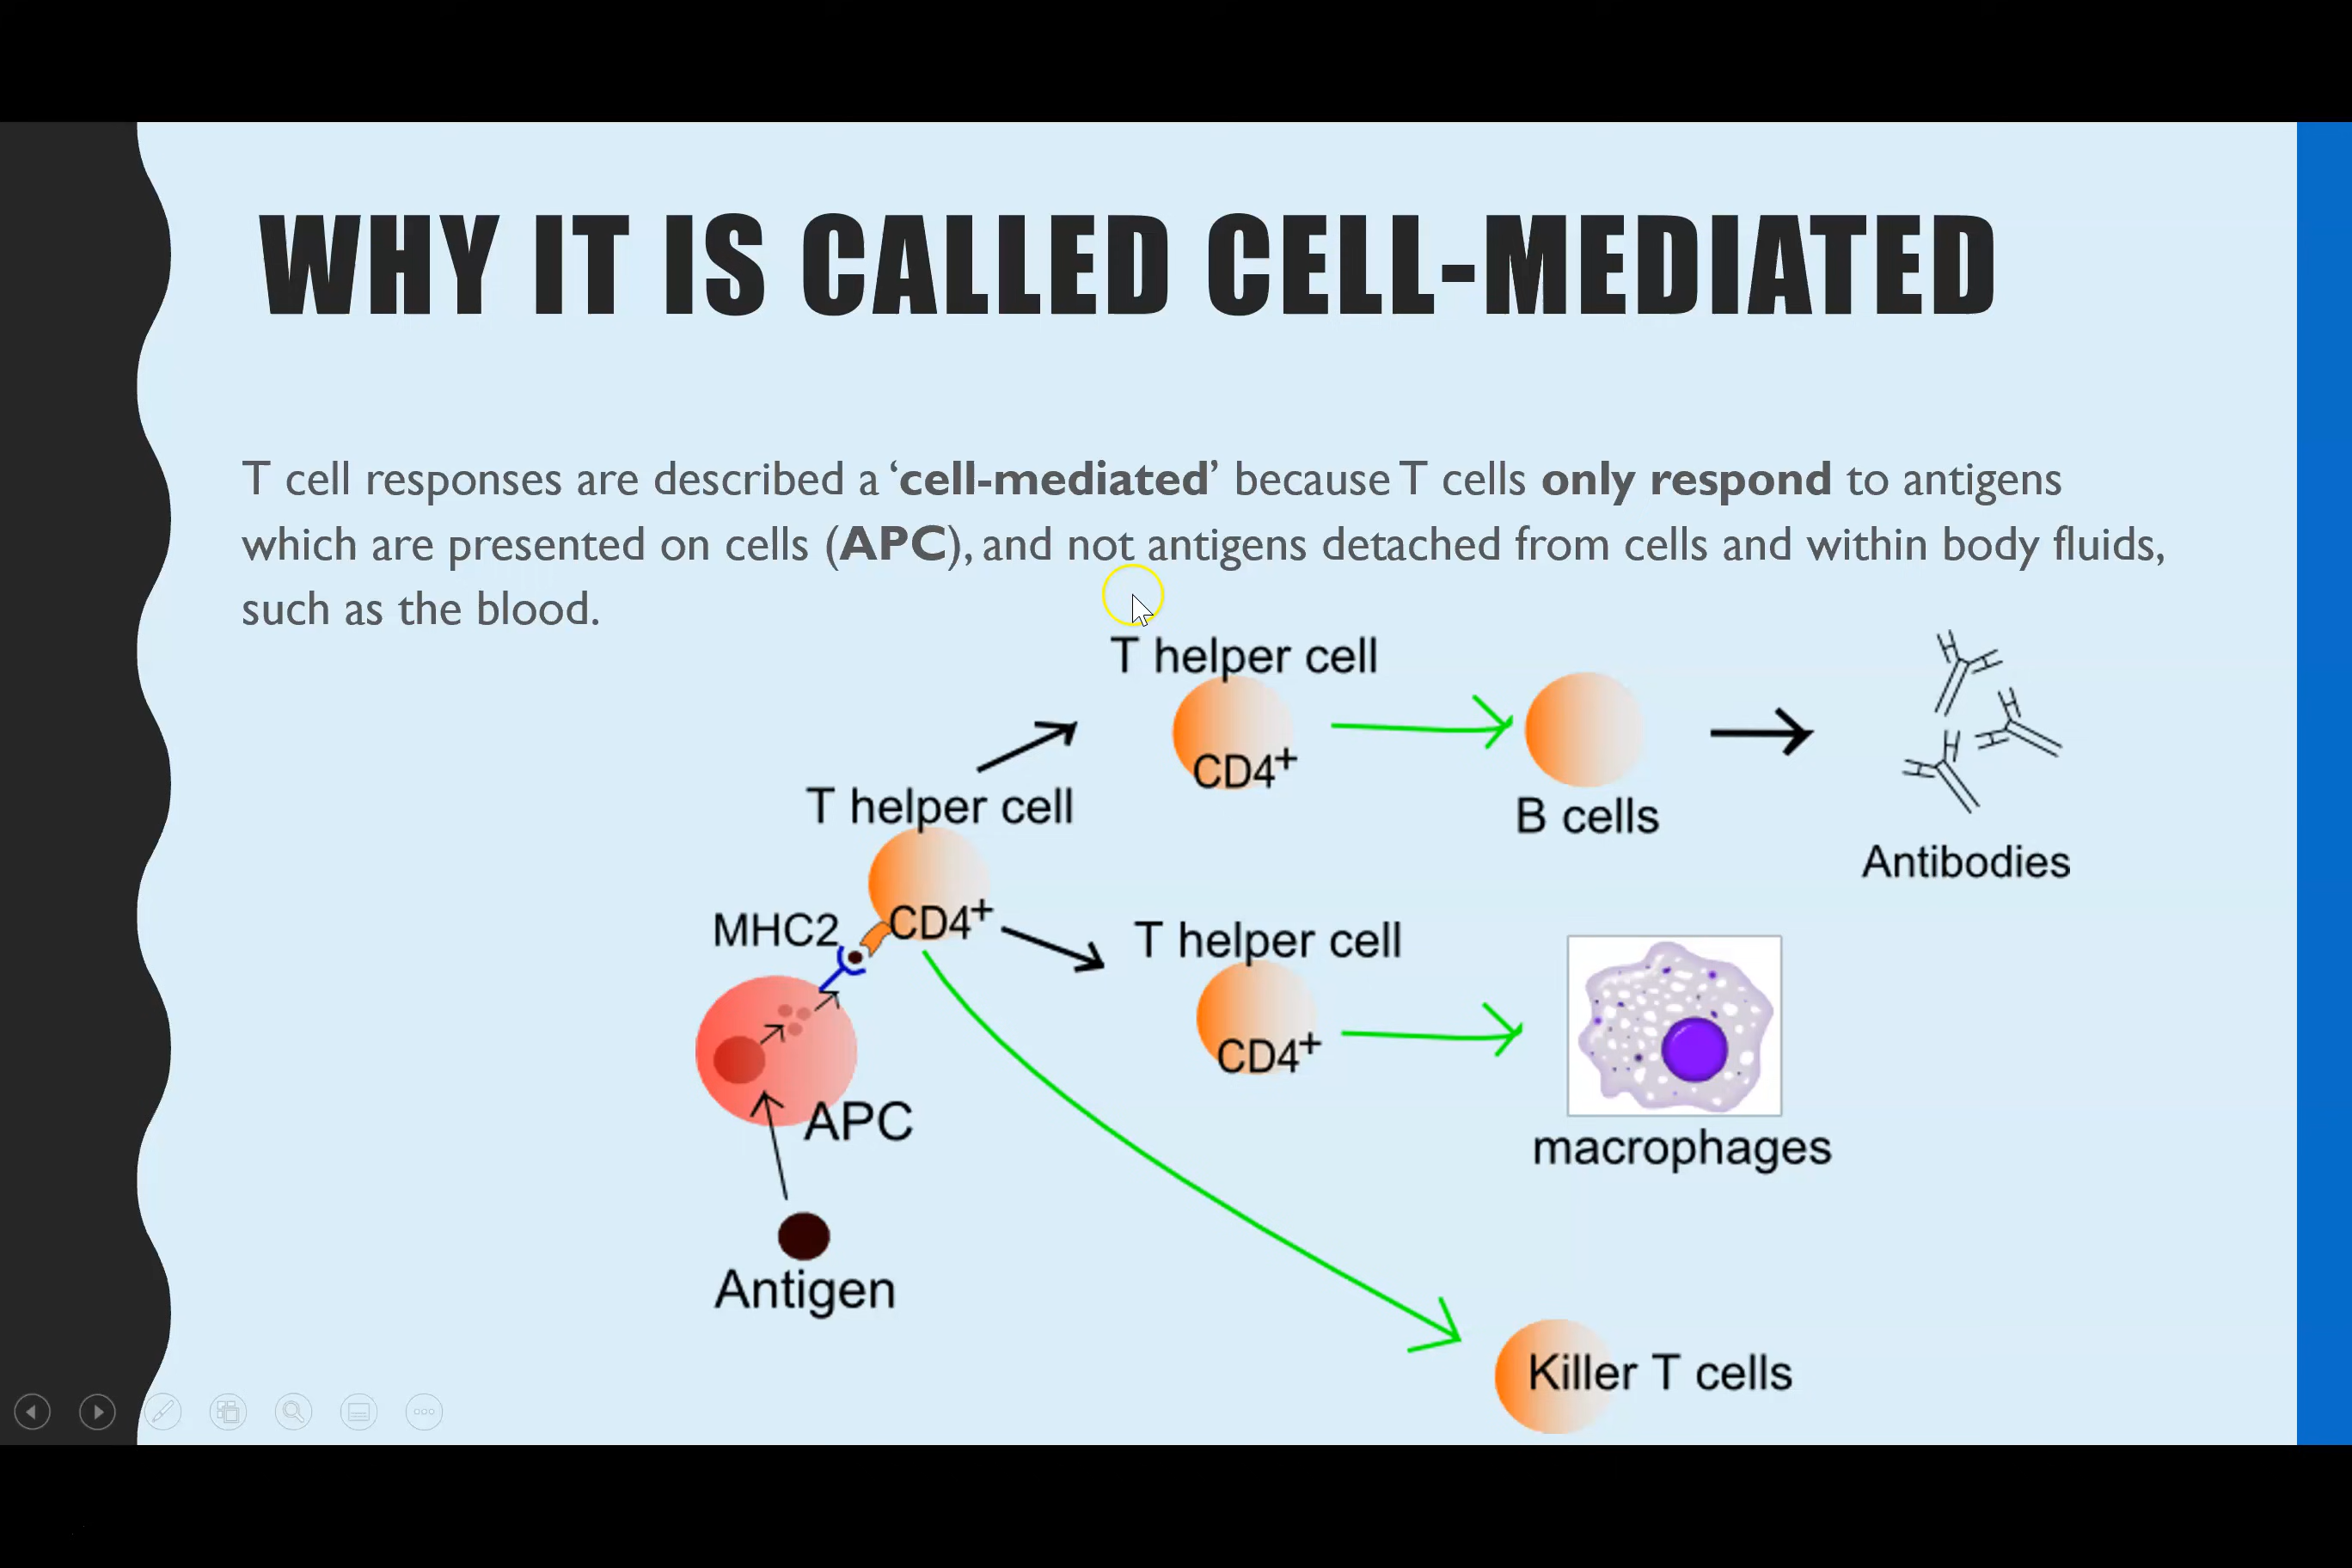 WHY IT IS CALLED CELL-MEDIATED
T cell responses are described a ‘cell-mediated’ because T cells only respond to antigens
which are presented on cells (APC), and not antigens detached from cells and within body fluids,
such as the blood.
T helper cell
CD4+
B cells
Antibodies
T helper cell
CD4+
MHC2
T helper cell
CD4+
macrophages
APC
Antigen
Killer T cells